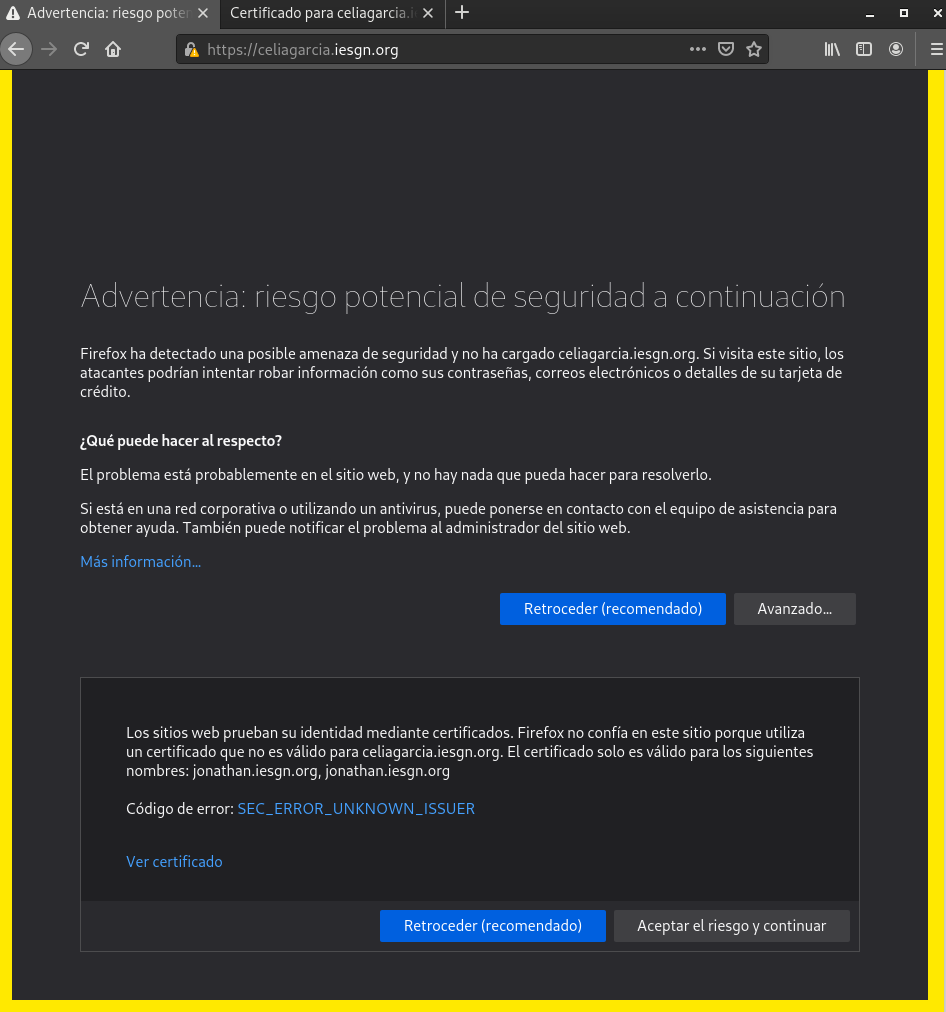 Advertencia: riesgo poten
Certificado para celiagarcia.i
https://celiagarcia.iesgn.org
Advertencia: riesgo potencial de seguridad a continuación
Firefox ha detectado una posible amenaza de seguridad y no ha cargado celiagarcia.iesgn.org. Si visita este sitio, los
atacantes podrían intentar robar información como sus contraseñas, correos electrónicos o detalles de su tarjeta de
crédito.
¿Qué puede hacer al respecto?
El problema está probablemente en el sitio web, y no hay nada que pueda hacer para resolverlo.
Si está en una red corporativa o utilizando un antivirus, puede ponerse en contacto con el equipo de asistencia para
obtener ayuda. También puede notificar el problema al administrador del sitio web.
Más información...
Retroceder (recomendado)
Avanzado...
Los sitios web prueban su identidad mediante certificados. Firefox no confía en este sitio porque utiliza
un certificado que no es válido para celiagarcia.iesgn.org. El certificado solo es válido para los siguientes
nombres: jonathan.iesgn.org, jonathan.iesgn.org
Código de error: SEC_ERROR_UNKNOWN_ISSUER
Ver certificado
Retroceder (recomendado)
Aceptar el riesgo y continuar